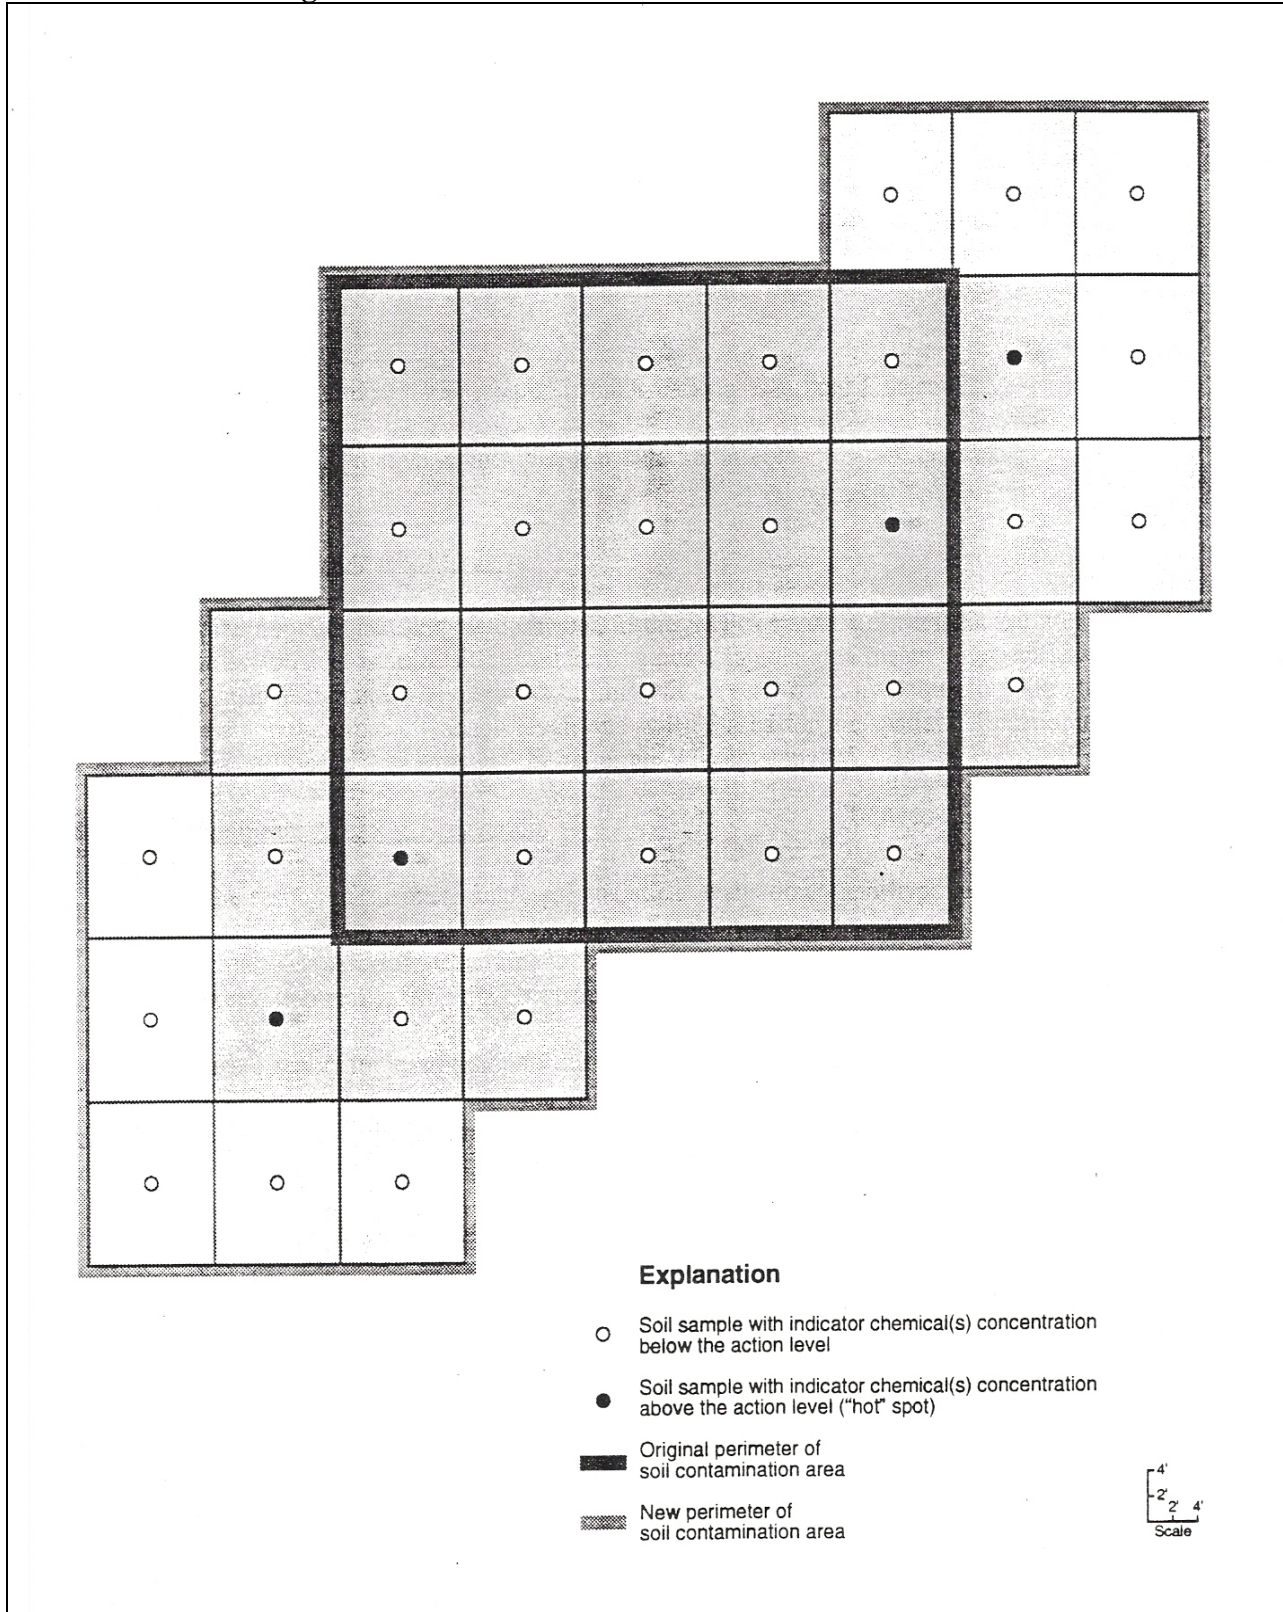 Explanation
Soil sample with indicator chemical(s) concentration
below the action level
Soil sample with indicator chemical(s) concentration
above the action level ("hot" spot)
Original perimeter of
soil contamination area
New perimeter of
soil contamination area
4'
2'
2' 4'
Scale